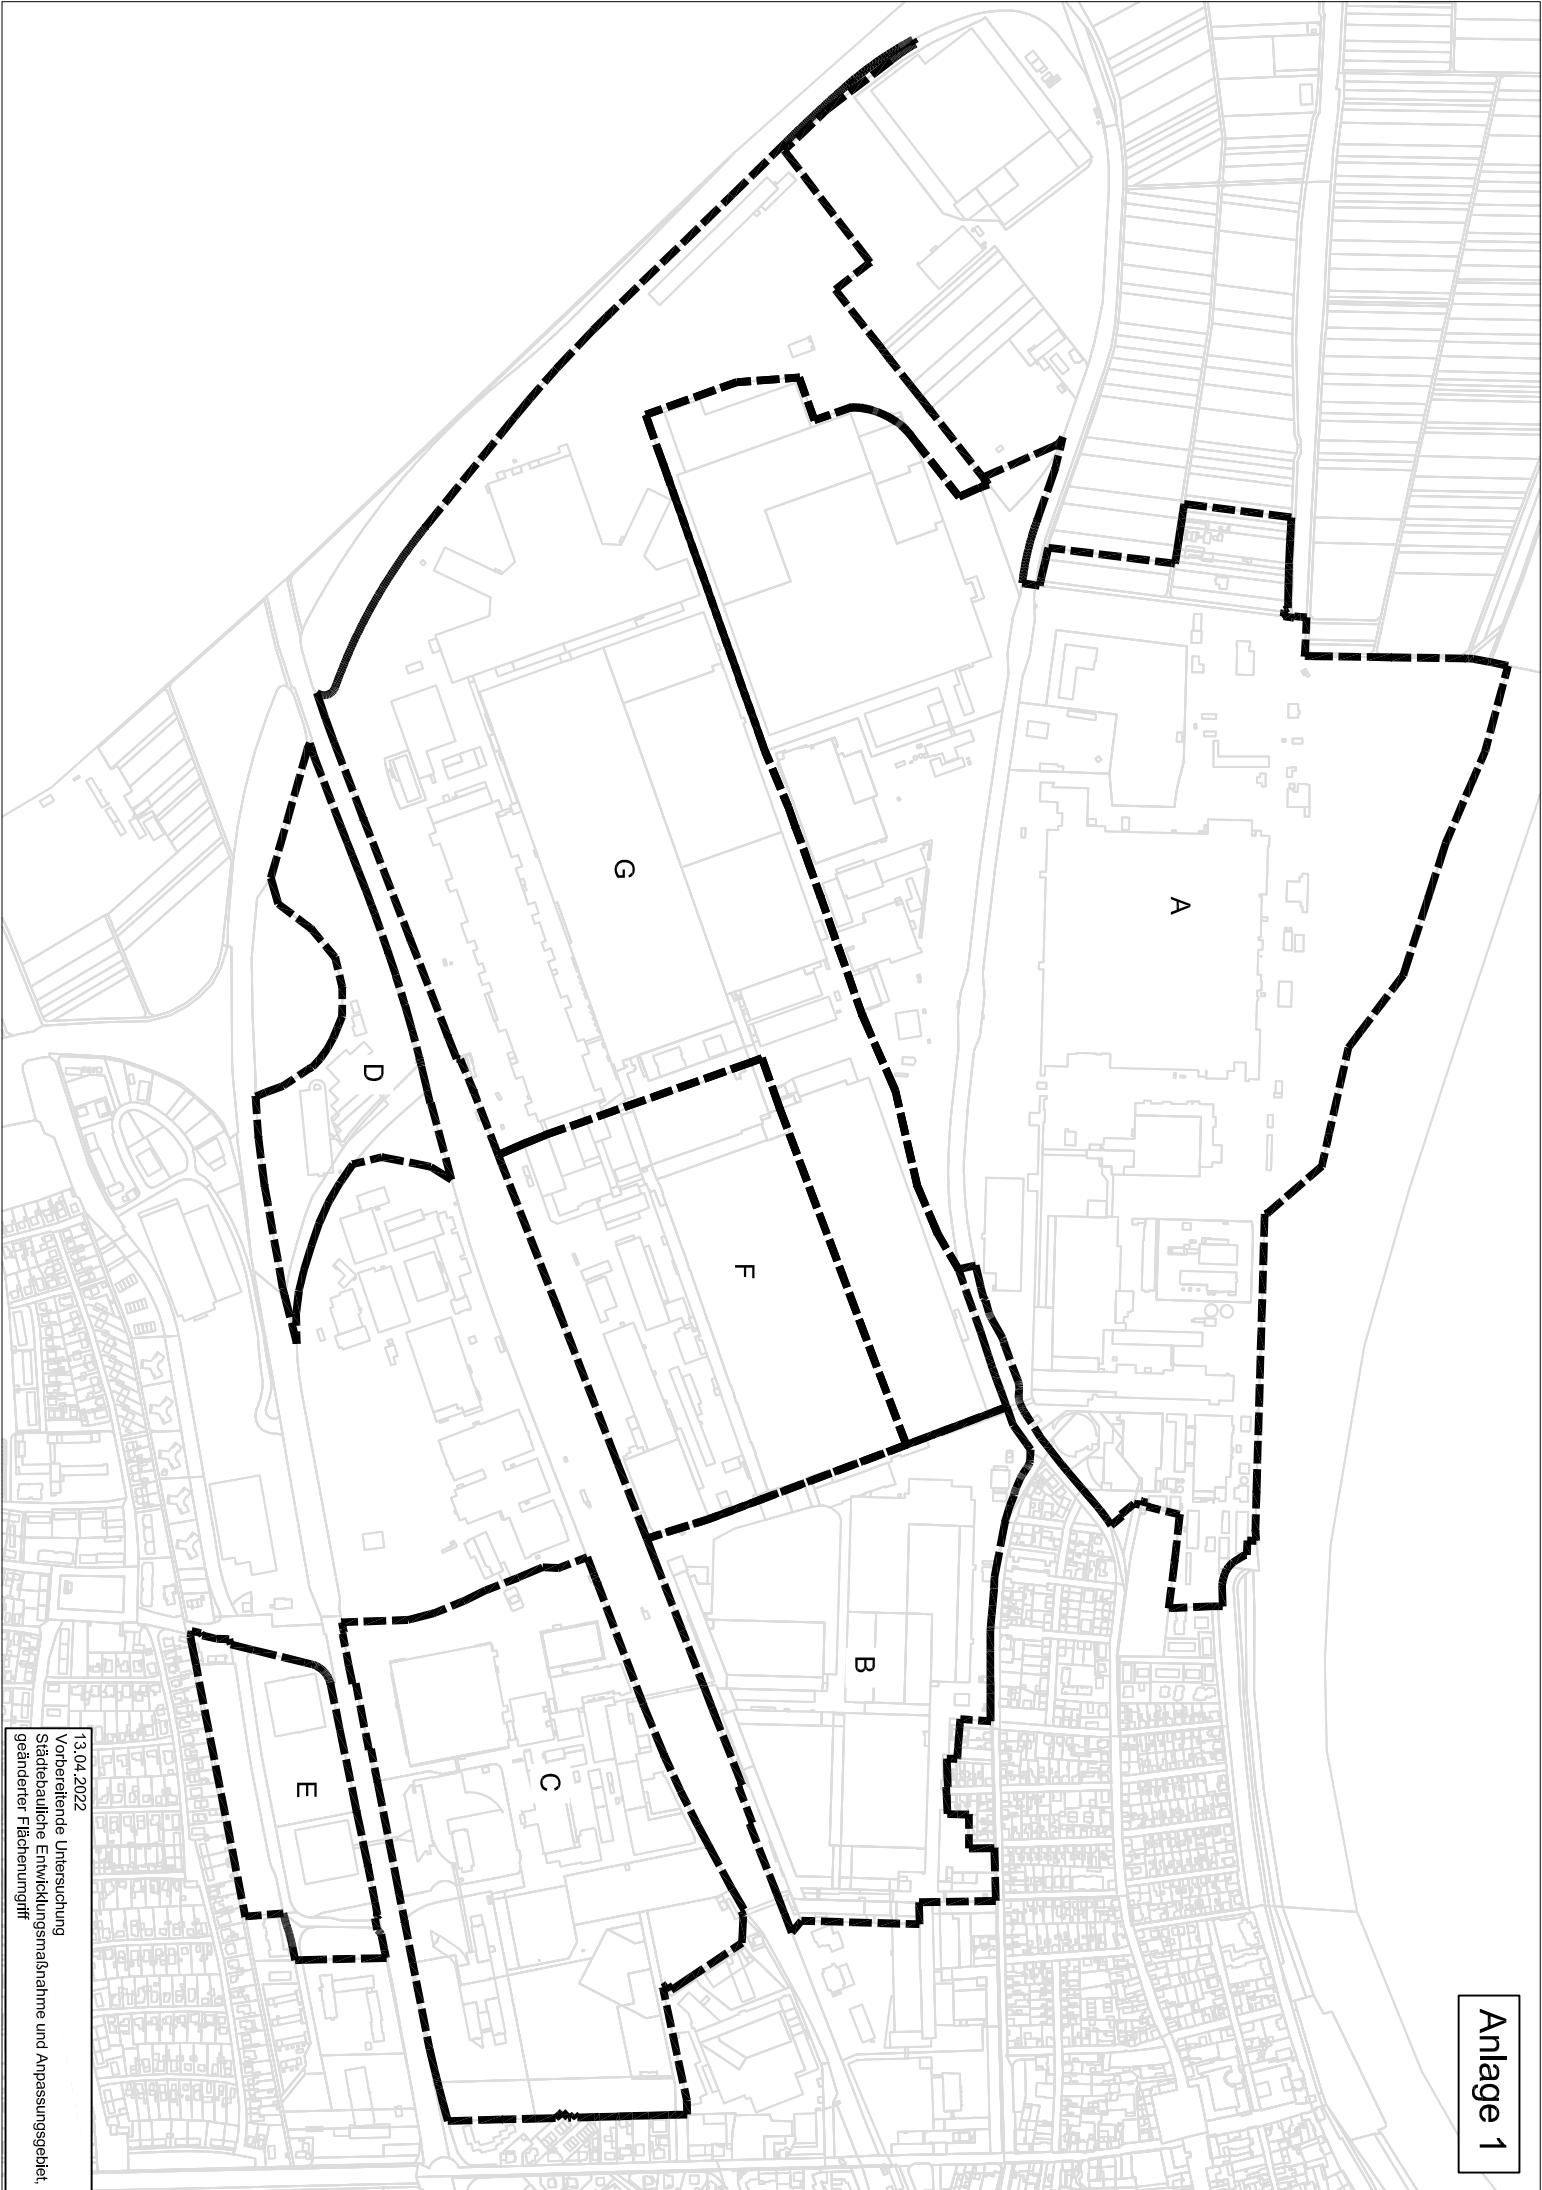 Anlage 1
A
G
D
F
B
C
E
13.04.2022
Vorbereitende Untersuchung
Städtebauliche Entwicklungsmaßnahme und Anpassungsgebiet,
geänderter Flächenumgriff